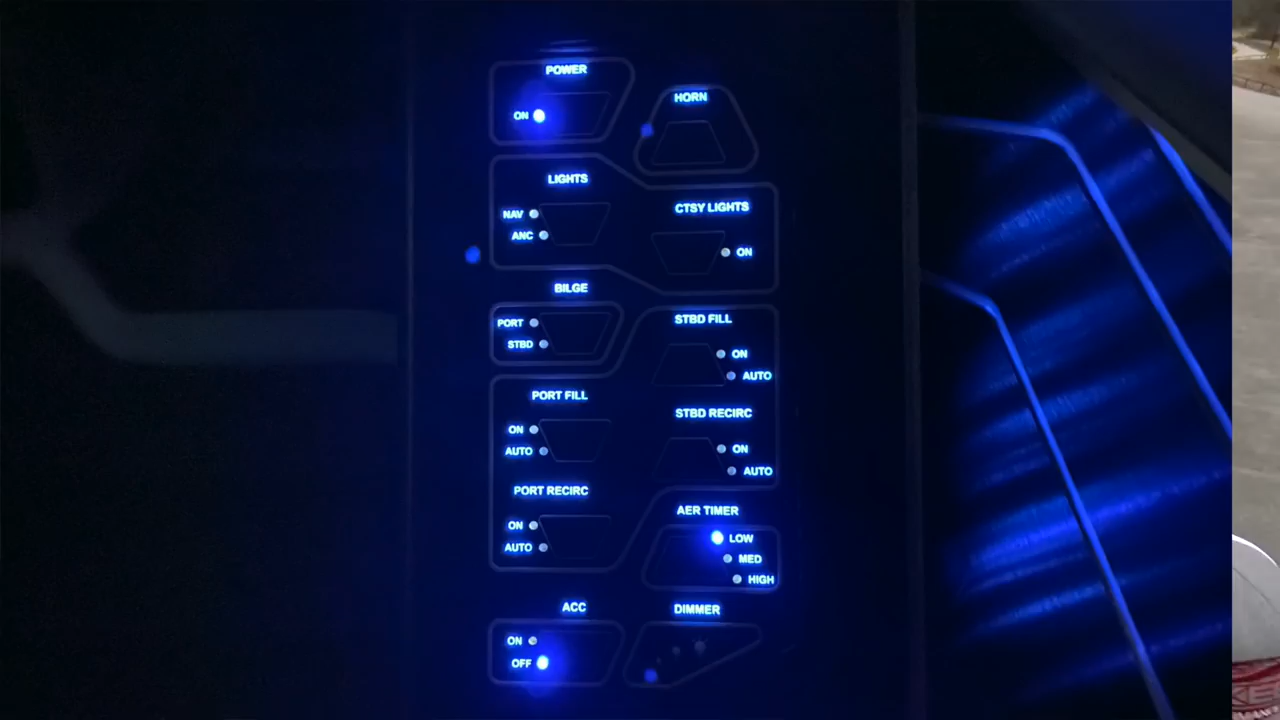 POWER
ON
HORN
LIGHTS
NAV
ANC
CTSY LIGHTS
ON
BILGE
PORT
STBD
STBD FILL
ON
AUTO
PORT FILL
ON
AUTO
STBD RECIRC
ON
AUTO
PORT RECIRC
ON
AUTO
AER TIMER
LOW
MED
HIGH
ACC
ON
OFF
DIMMER